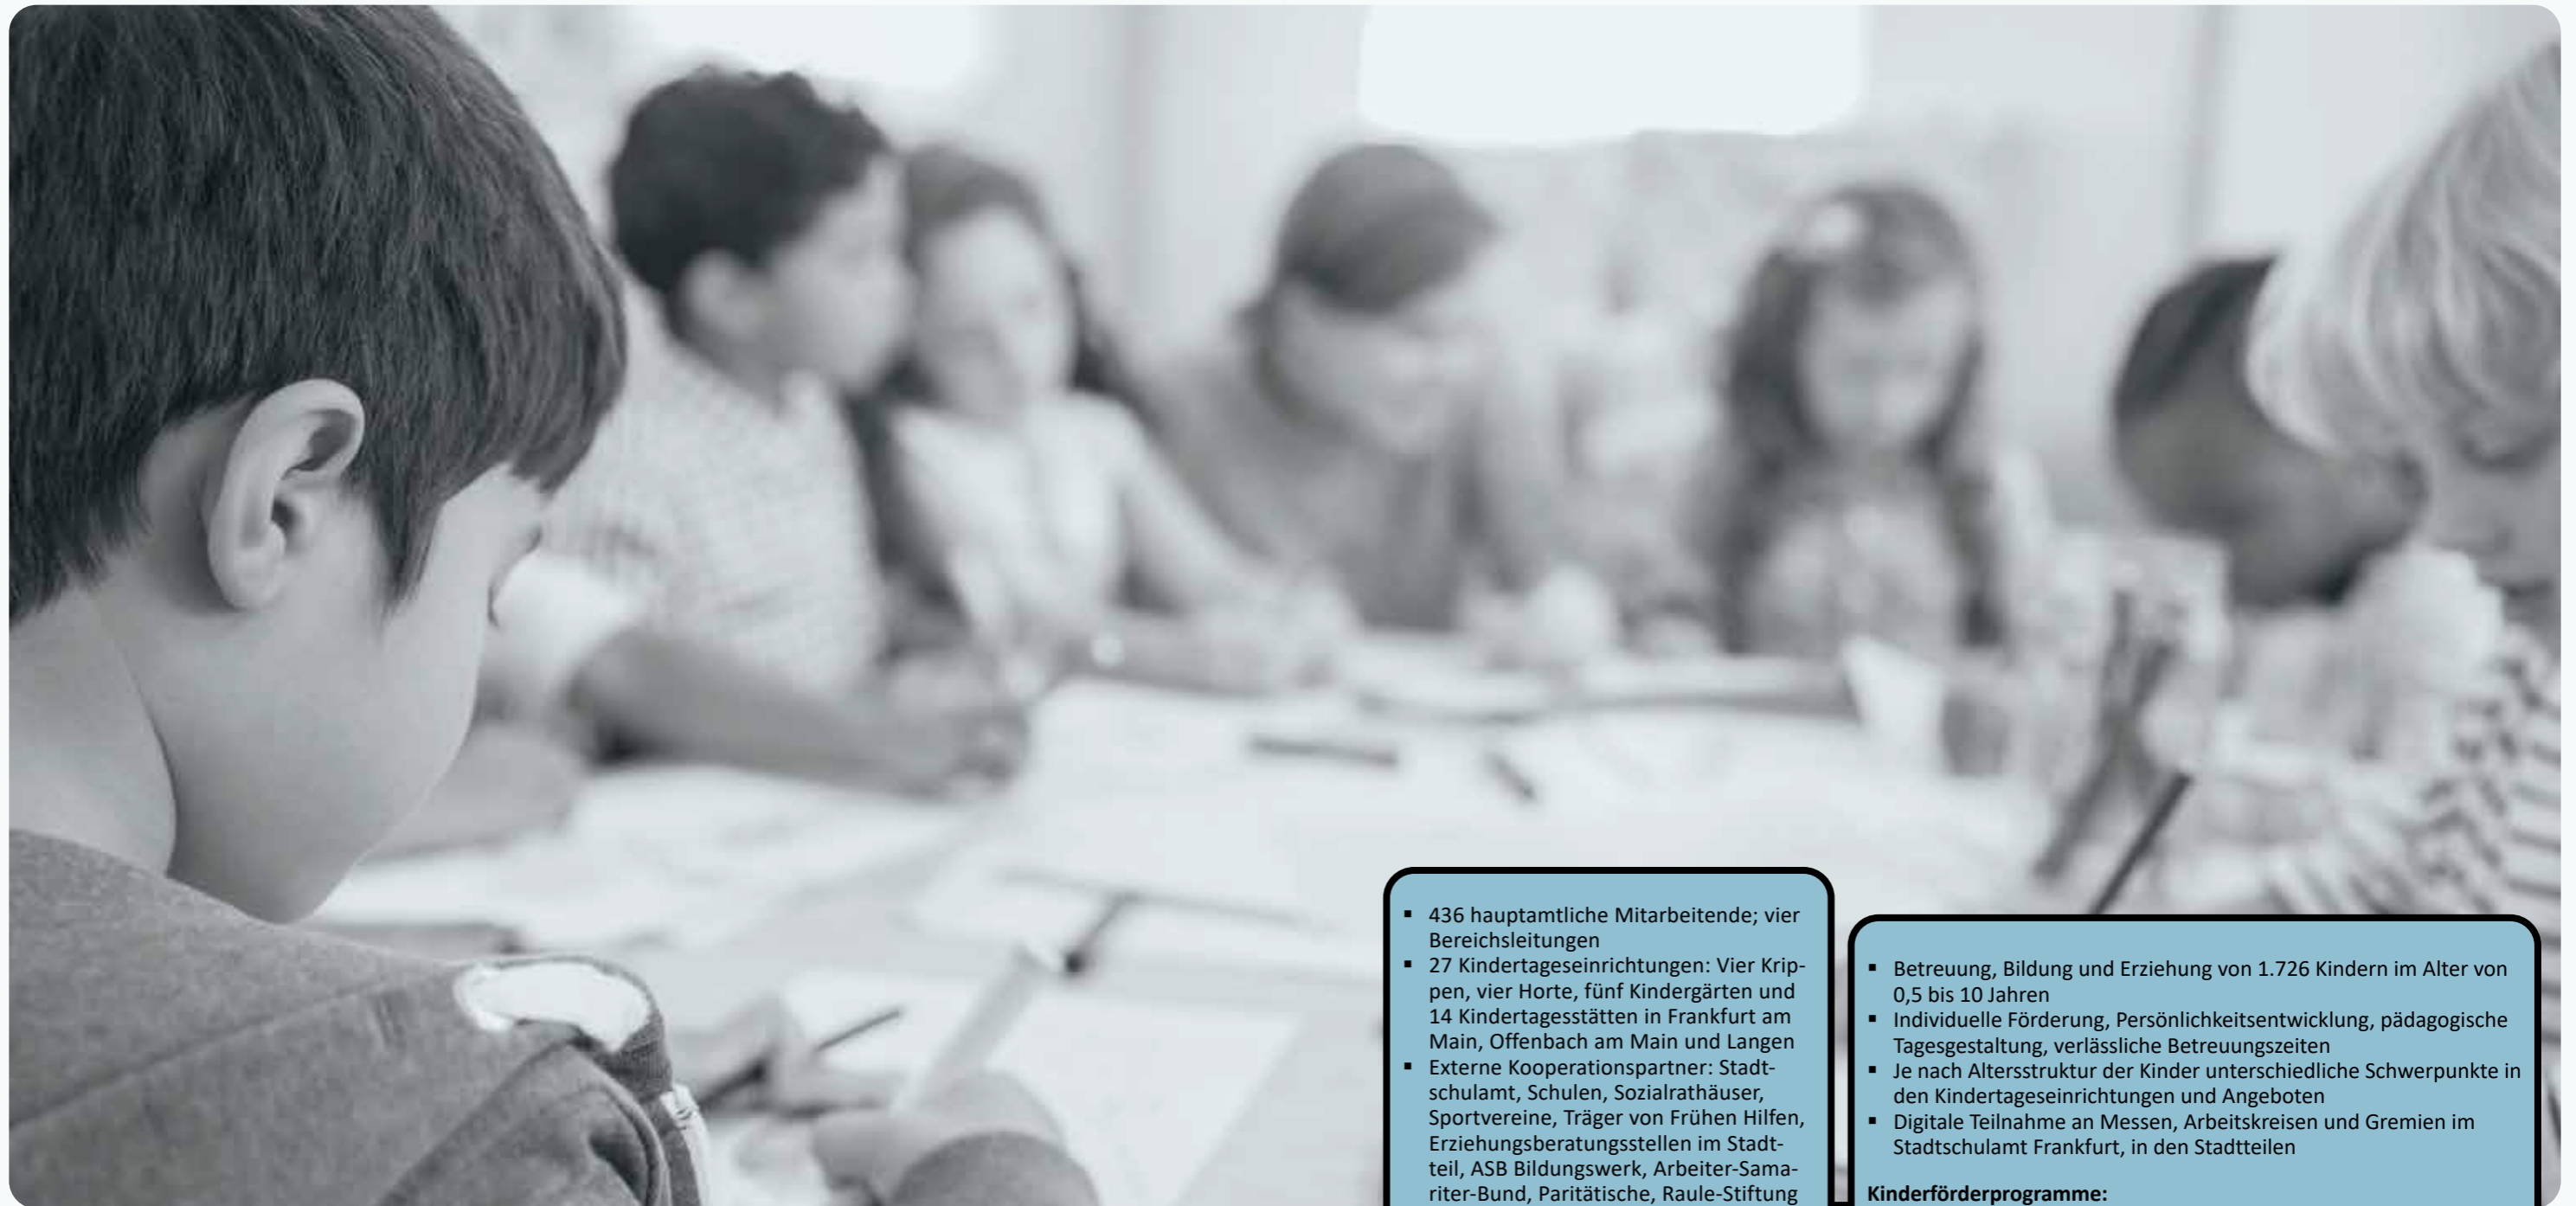 ▪ 436 hauptamtliche Mitarbeitende; vier
Bereichsleitungen
▪ 27 Kindertageseinrichtungen: Vier Krip-
pen, vier Horte, fünf Kindergärten und
14 Kindertagesstätten in Frankfurt am
Main, Offenbach am Main und Langen
▪ Externe Kooperationspartner: Stadt-
schulamt, Schulen, Sozialrathäuser,
Sportvereine, Träger von Frühen Hilfen,
Erziehungsberatungsstellen im Stadt-
teil, ASB Bildungswerk, Arbeiter-Sama-
riter-Bund, Paritätische, Raule-Stiftung
▪ Betreuung, Bildung und Erziehung von 1.726 Kindern im Alter von
0,5 bis 10 Jahren
▪ Individuelle Förderung, Persönlichkeitsentwicklung, pädagogische
Tagesgestaltung, verlässliche Betreuungszeiten
▪ Je nach Altersstruktur der Kinder unterschiedliche Schwerpunkte in
den Kindertageseinrichtungen und Angeboten
▪ Digitale Teilnahme an Messen, Arbeitskreisen und Gremien im
Stadtschulamt Frankfurt, in den Stadtteilen
Kinderförderprogramme: